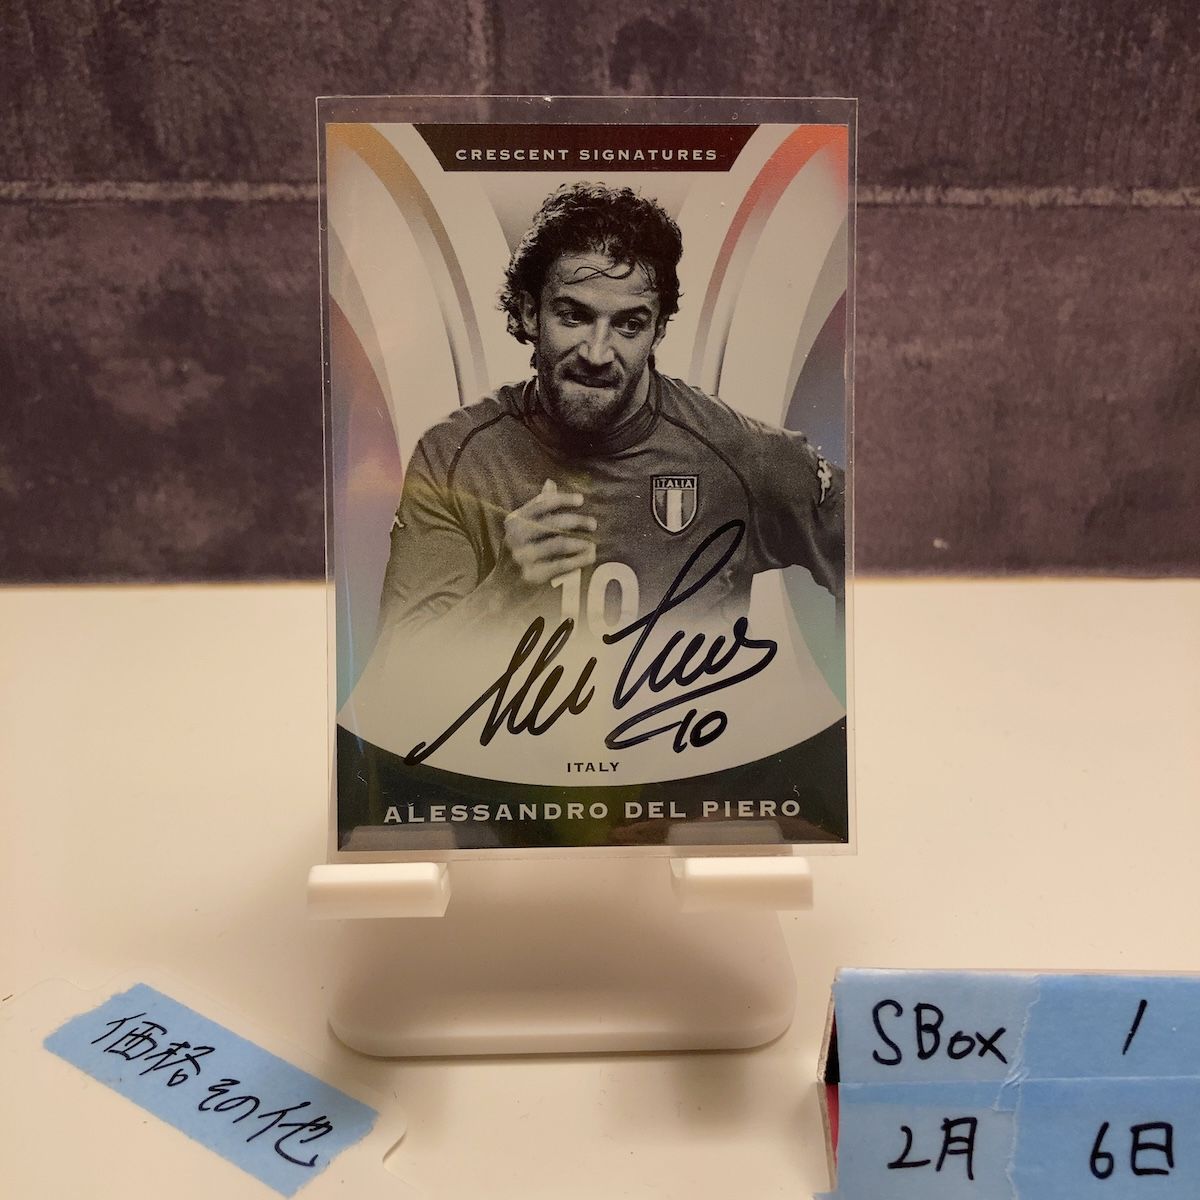 CRESCENT SIGNATURES
ITALIA
10
10
ITALY
ALESSANDRO DEL PIERO
価格その他
SBox 1
2月 6日